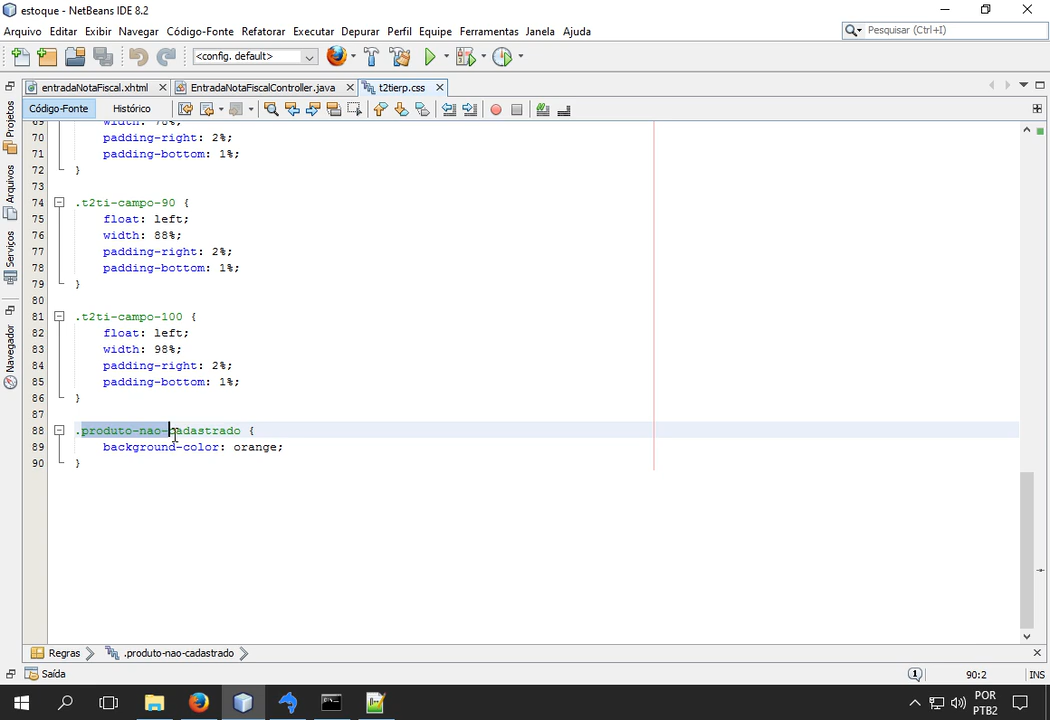 estoque - NetBeans IDE 8.2
Arquivo Editar Exibir Navegar Código-Fonte Refatorar Executar Depurar Perfil Equipe Ferramentas Janela Ajuda
Pesquisar (Ctrl+I)
<config. default>
entradaNotaFiscal.xhtml EntradaNotaFiscalController.java t2tierp.css
Código-Fonte Histórico
Projetos
Arquivos
Serviços
Navegador
69 width: 78%;
70 padding-right: 2%;
71 padding-bottom: 1%;
72 }
73
74 .t2ti-campo-90 {
75 float: left;
76 width: 88%;
77 padding-right: 2%;
78 padding-bottom: 1%;
79 }
80
81 .t2ti-campo-100 {
82 float: left;
83 width: 98%;
84 padding-right: 2%;
85 padding-bottom: 1%;
86 }
87
88 .produto-nao-cadastrado {
89 background-color: orange;
90 }
Regras .produto-nao-cadastrado
Saída
1 90:2 INS
POR
PTB2